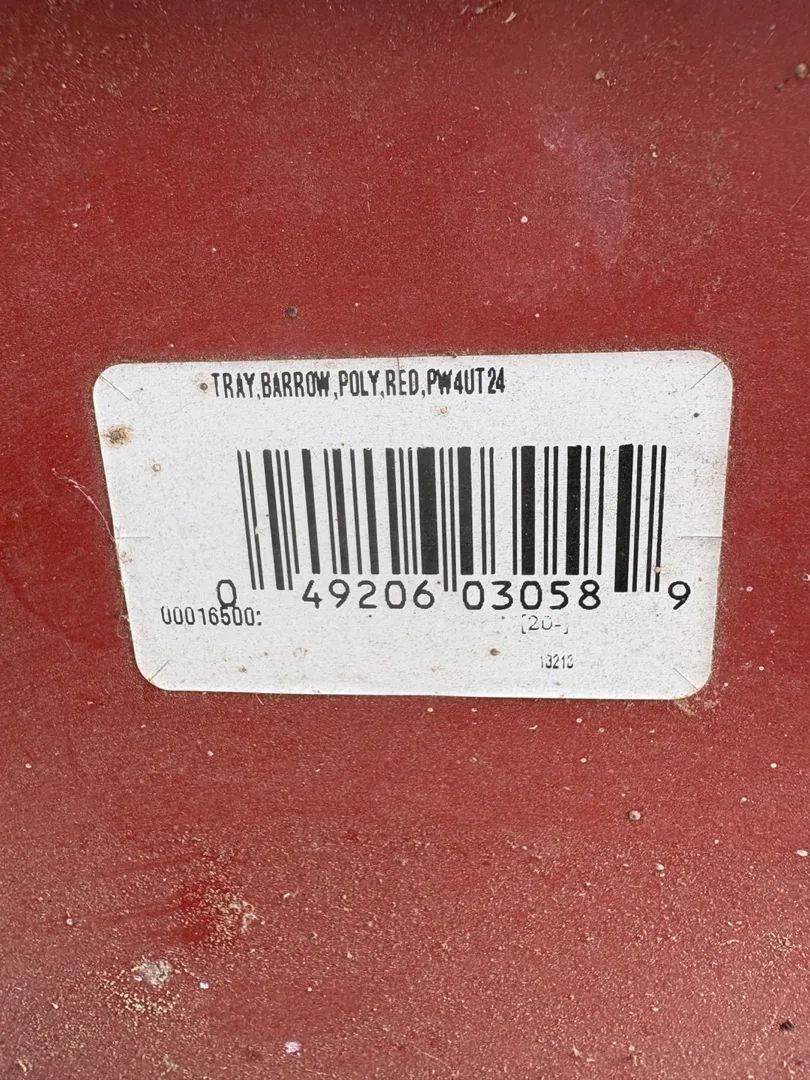 TRAY,BARROW,POLY,RED,PW4UT24
0 49206 03058 9
00016500:
[20-]
13213